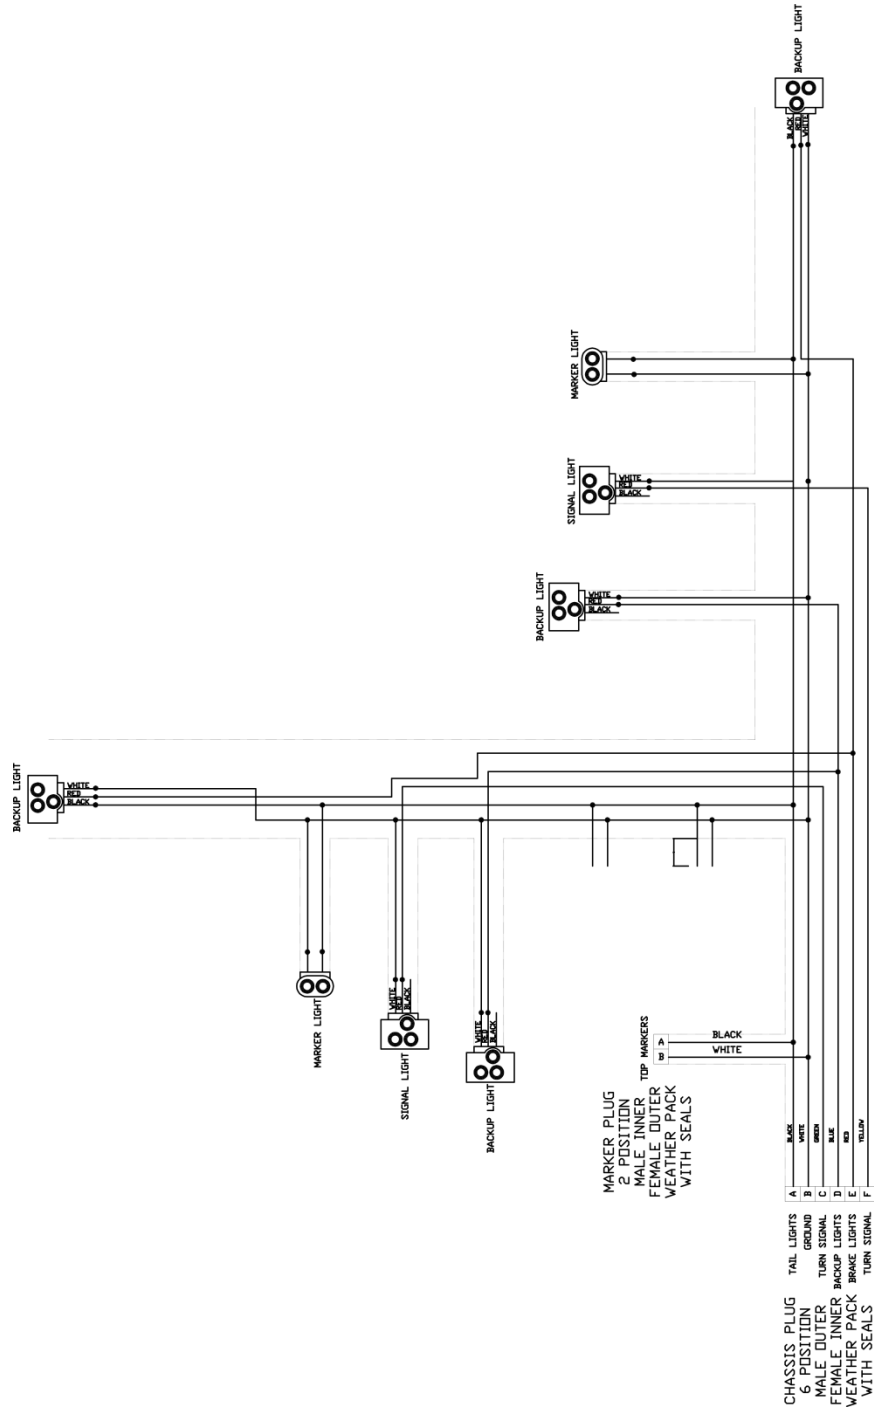 BACKUP LIGHT
BLACK
RED
WHITE
MARKER LIGHT
SIGNAL LIGHT
WHITE
RED
BLACK
BACKUP LIGHT
WHITE
RED
BLACK
BACKUP LIGHT
WHITE
RED
BLACK
MARKER LIGHT
SIGNAL LIGHT
WHITE
RED
BLACK
BACKUP LIGHT
WHITE
RED
BLACK
TOP MARKERS
A
B
BLACK
WHITE
MARKER PLUG
2 POSITION
MALE INNER
FEMALE OUTER
WEATHER PACK
WITH SEALS
BLACK
WHITE
GREEN
BLUE
RED
YELLOW
A
B
C
D
E
F
TAIL LIGHTS
GROUND
TURN SIGNAL
BACKUP LIGHTS
BRAKE LIGHTS
TURN SIGNAL
CHASSIS PLUG
6 POSITION
MALE OUTER
FEMALE INNER
WEATHER PACK
WITH SEALS